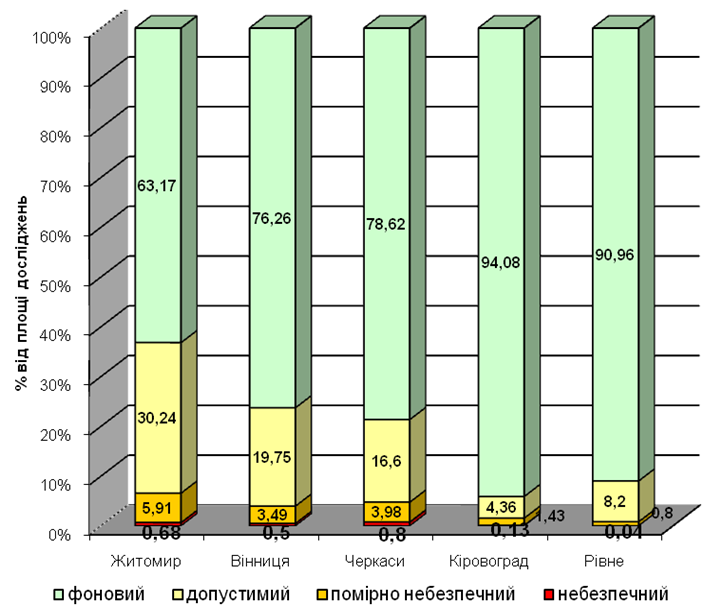 100%
90%
80%
70%
60%
50%
40%
30%
20%
10%
0%
% від площі досліджень
63,17 76,26 78,62 94,08 90,96
30,24 19,75 16,6 4,36 8,2
5,91 3,49 3,98 1,43 0,8
0,68 0,5 0,8 0,13 0,04
Житомир Вінниця Черкаси Кіровоград Рівне
фоновий допустимий помірно небезпечний небезпечний